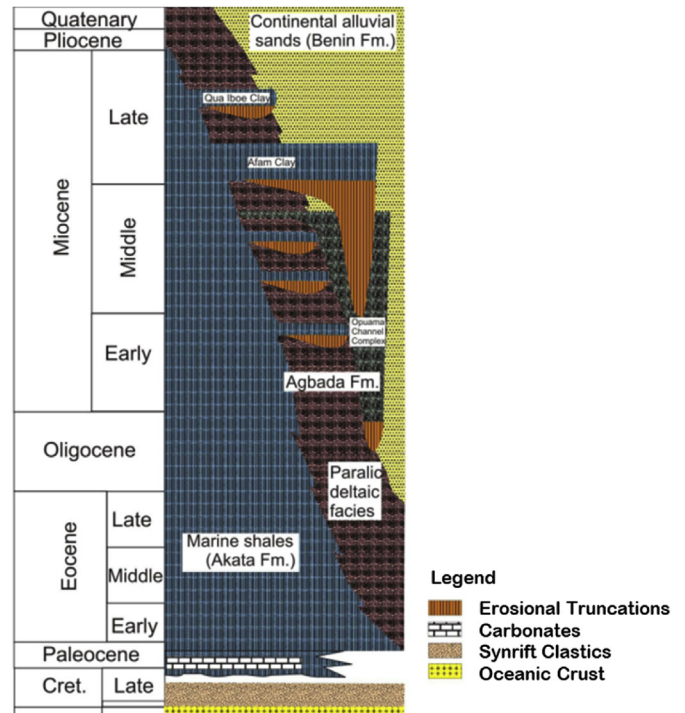 Quaternary
Pliocene
Miocene
Late
Middle
Early
Oligocene
Eocene
Late
Middle
Early
Paleocene
Cret.
Late
Continental alluvial
sands (Benin Fm.)
Qua Iboe Clay
Afam Clay
Opuama
Channel
Complex
Agbada Fm.
Paralic
deltaic
facies
Marine shales
(Akata Fm.)
Legend
Erosional Truncations
Carbonates
Synrift Clastics
Oceanic Crust